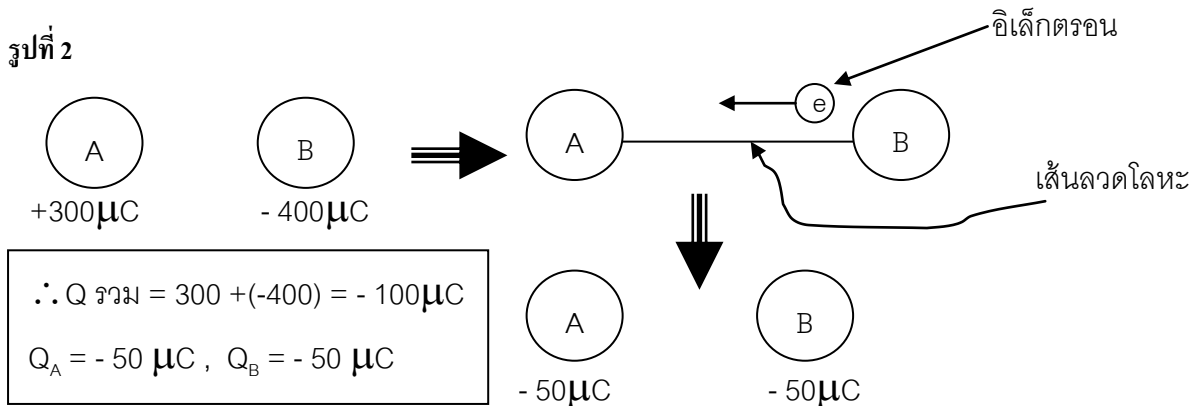 อิเล็กตรอน
รูปที่ 2
e
A
B
A
B
เส้นลวดโลหะ
+300µC
- 400µC
∴ Q รวม = 300 +(-400) = - 100µC
Q_A = - 50 µC , Q_B = - 50 µC
A
B
- 50µC
- 50µC